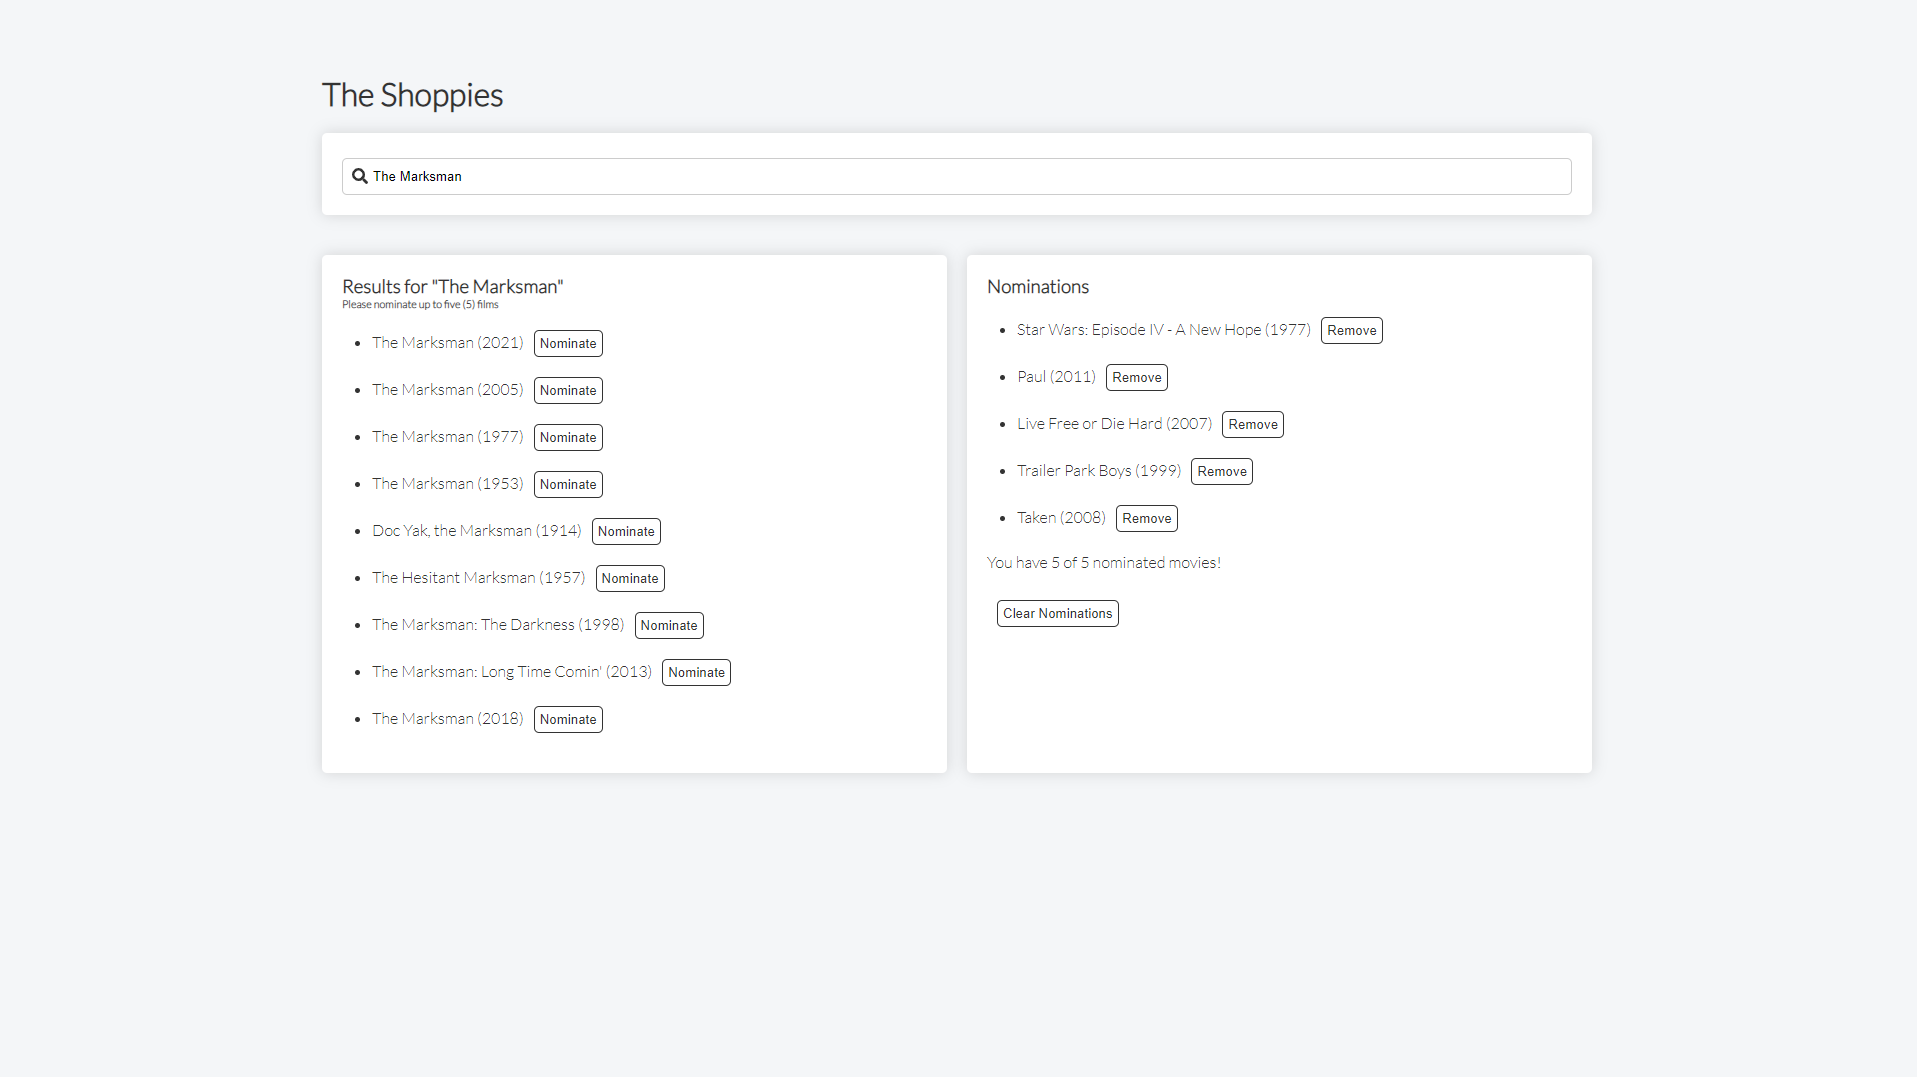 The Shoppies
The Marksman
Results for "The Marksman"
Please nominate up to five (5) films
The Marksman (2021) Nominate
The Marksman (2005) Nominate
The Marksman (1977) Nominate
The Marksman (1953) Nominate
Doc Yak, the Marksman (1914) Nominate
The Hesitant Marksman (1957) Nominate
The Marksman: The Darkness (1998) Nominate
The Marksman: Long Time Comin' (2013) Nominate
The Marksman (2018) Nominate
Nominations
Star Wars: Episode IV - A New Hope (1977) Remove
Paul (2011) Remove
Live Free or Die Hard (2007) Remove
Trailer Park Boys (1999) Remove
Taken (2008) Remove
You have 5 of 5 nominated movies!
Clear Nominations